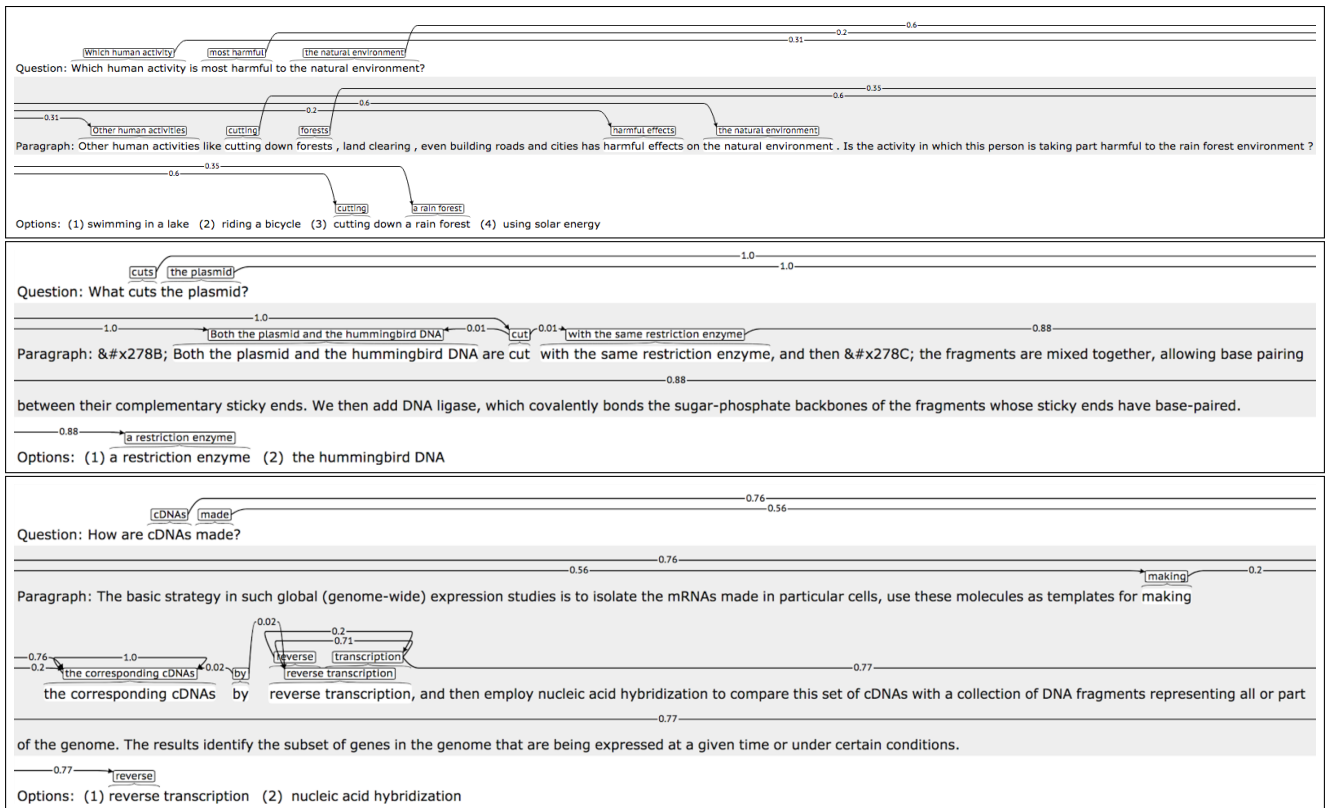 0.6
0.2
0.31
Which human activity most harmful the natural environment
Question: Which human activity is most harmful to the natural environment?
0.35
0.6
0.6
0.2
0.31
Other human activities cutting forests harmful effects the natural environment
Paragraph: Other human activities like cutting down forests , land clearing , even building roads and cities has harmful effects on the natural environment . Is the activity in which this person is taking part harmful to the rain forest environment ?
0.35
0.6
cutting a rain forest
Options: (1) swimming in a lake (2) riding a bicycle (3) cutting down a rain forest (4) using solar energy
1.0
1.0
cuts the plasmid
Question: What cuts the plasmid?
1.0
1.0 0.01 0.01 0.88
Both the plasmid and the hummingbird DNA cut with the same restriction enzyme
Paragraph: &#x278B; Both the plasmid and the hummingbird DNA are cut with the same restriction enzyme, and then &#x278C; the fragments are mixed together, allowing base pairing
0.88
between their complementary sticky ends. We then add DNA ligase, which covalently bonds the sugar-phosphate backbones of the fragments whose sticky ends have base-paired.
0.88
a restriction enzyme
Options: (1) a restriction enzyme (2) the hummingbird DNA
0.76
0.56
cDNAs made
Question: How are cDNAs made?
0.76
0.56 0.2
making
Paragraph: The basic strategy in such global (genome-wide) expression studies is to isolate the mRNAs made in particular cells, use these molecules as templates for making
0.02
0.2
0.71
0.76 1.0 reverse transcription
0.2 0.02 0.77
the corresponding cDNAs by reverse transcription
the corresponding cDNAs by reverse transcription, and then employ nucleic acid hybridization to compare this set of cDNAs with a collection of DNA fragments representing all or part
0.77
of the genome. The results identify the subset of genes in the genome that are being expressed at a given time or under certain conditions.
0.77
reverse
Options: (1) reverse transcription (2) nucleic acid hybridization